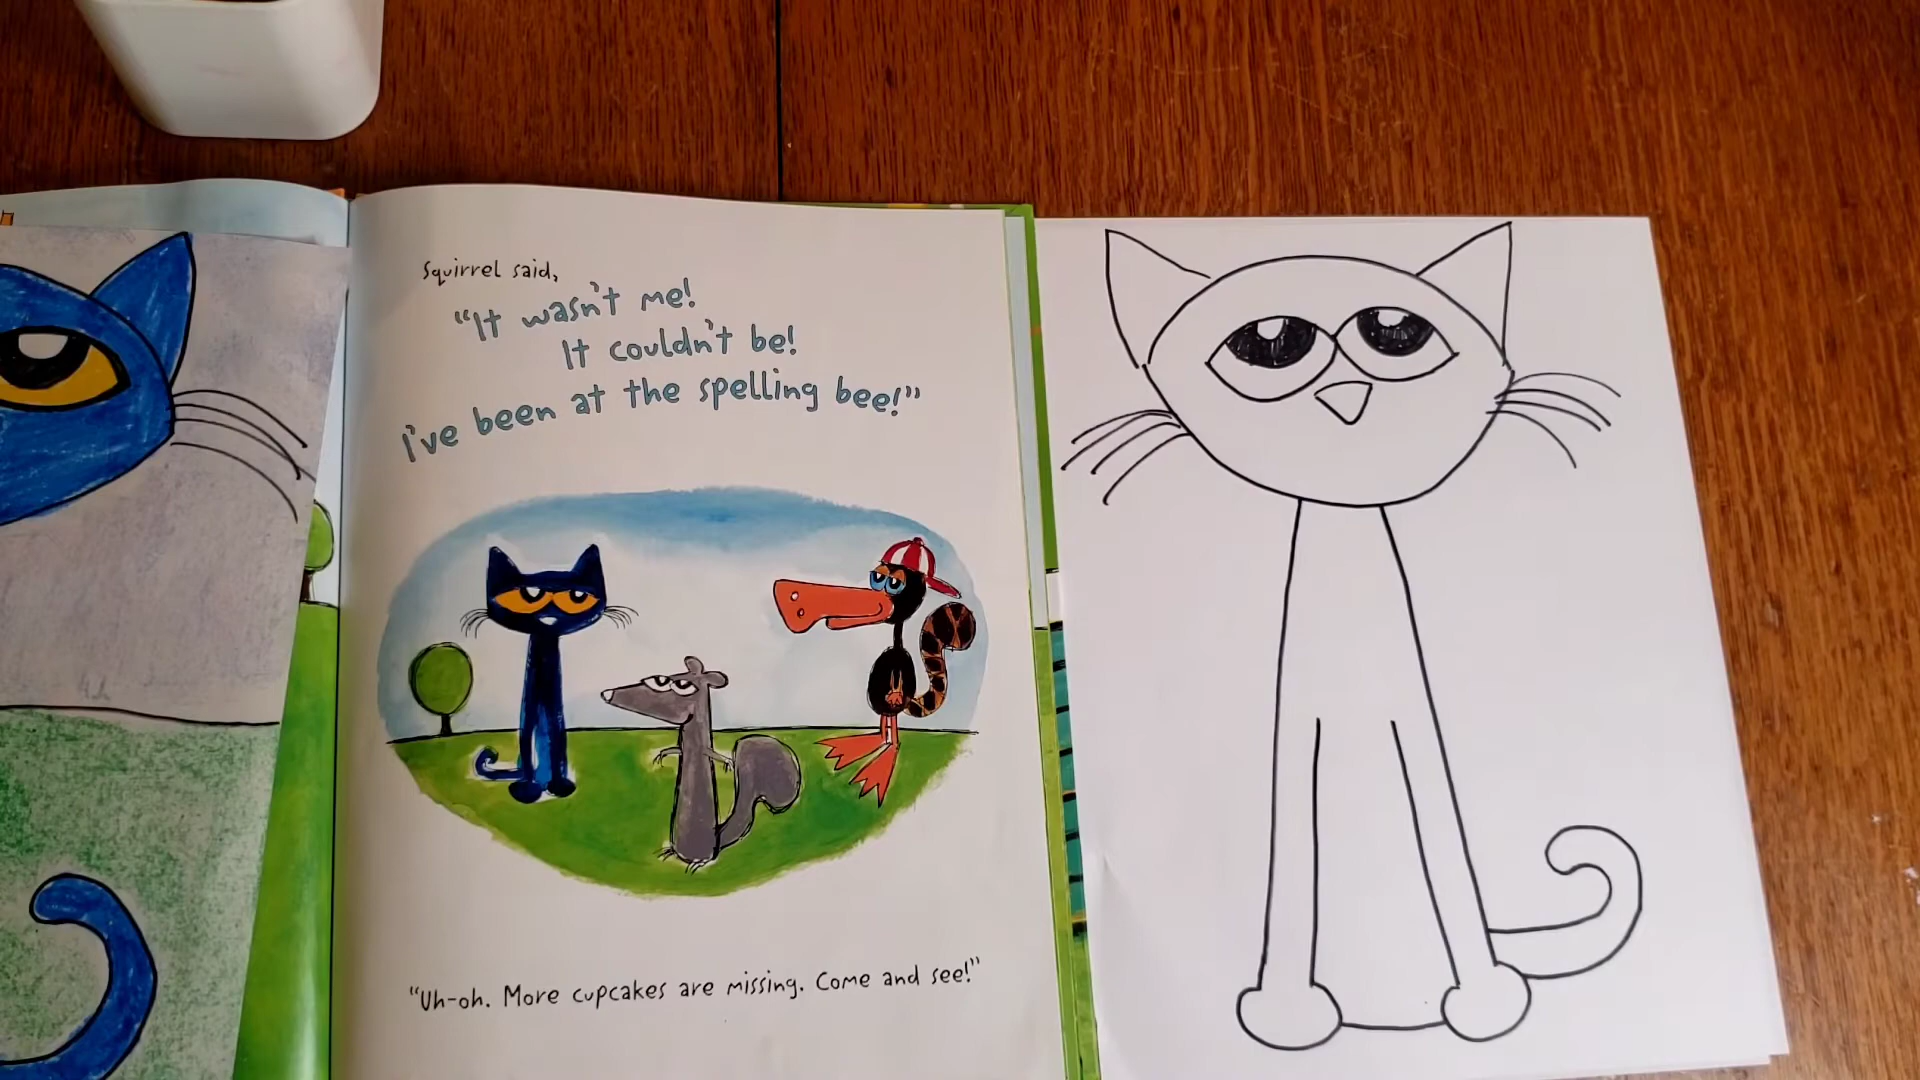 Squirrel said,
“It wasn't me!
It couldn't be!
I've been at the spelling bee!”
“Uh-oh. More cupcakes are missing. Come and see!”